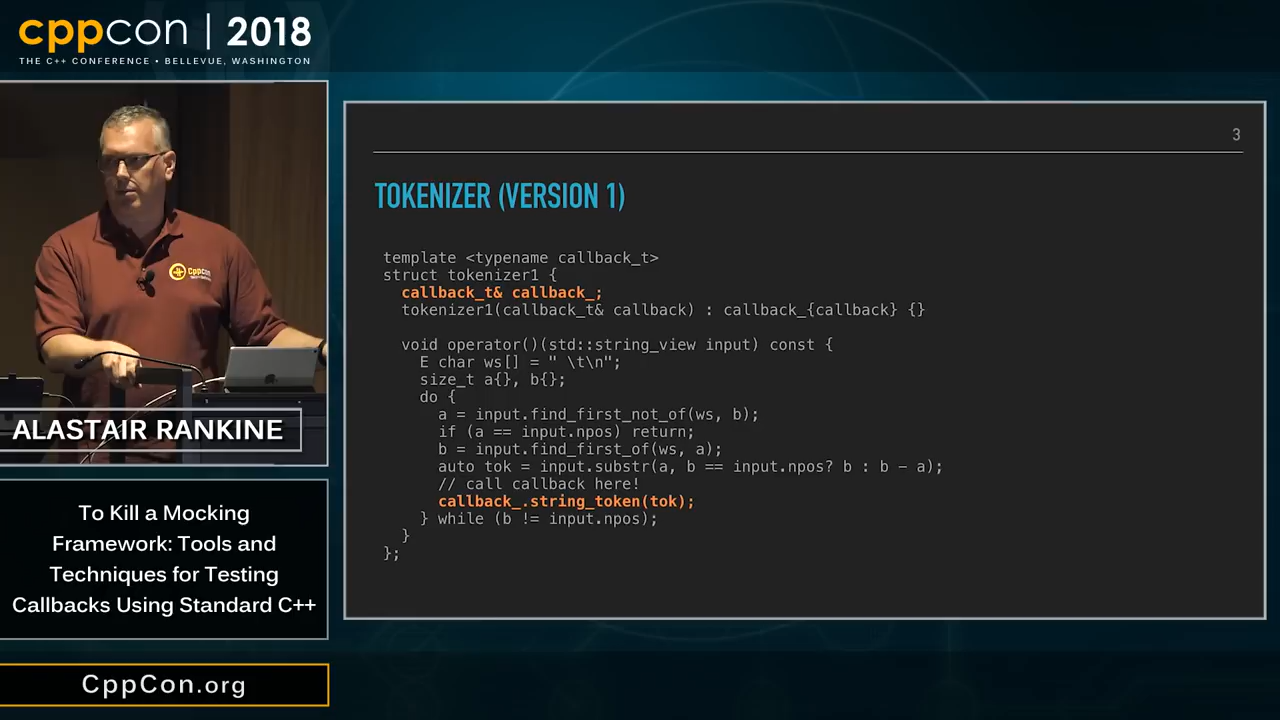 cppcon | 2018
THE C++ CONFERENCE • BELLEVUE, WASHINGTON
CppCon
ALASTAIR RANKINE
To Kill a Mocking
Framework: Tools and
Techniques for Testing
Callbacks Using Standard C++
CppCon.org
3
TOKENIZER (VERSION 1)
template <typename callback_t>
struct tokenizer1 {
  callback_t& callback_;
  tokenizer1(callback_t& callback) : callback_{callback} {}
  void operator()(std::string_view input) const {
    E char ws[] = " \t\n";
    size_t a{}, b{};
    do {
      a = input.find_first_not_of(ws, b);
      if (a == input.npos) return;
      b = input.find_first_of(ws, a);
      auto tok = input.substr(a, b == input.npos? b : b - a);
      // call callback here!
      callback_.string_token(tok);
    } while (b != input.npos);
  }
};